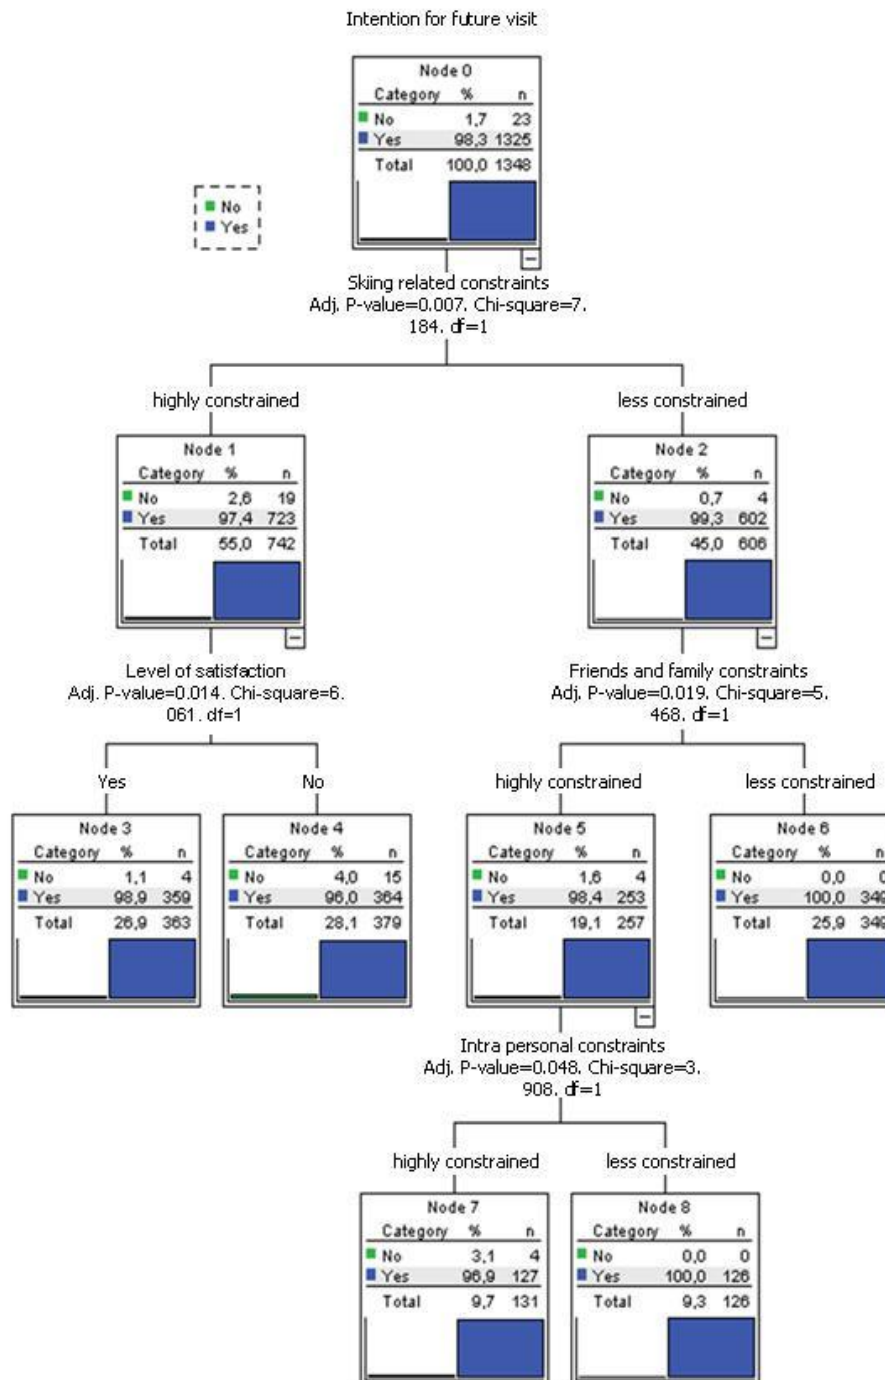 Intention for future visit
Node 0
Category % n
No 1,7 23
Yes 98,3 1325
Total 100,0 1348
No
Yes
Skiing related constraints
Adj. P-value=0.007. Chi-square=7.
184. df=1
highly constrained
less constrained
Node 1
Category % n
No 2,6 19
Yes 97,4 723
Total 55,0 742
Node 2
Category % n
No 0,7 4
Yes 99,3 602
Total 45,0 606
Level of satisfaction
Adj. P-value=0.014. Chi-square=6.
061. df=1
Friends and family constraints
Adj. P-value=0.019. Chi-square=5.
468. df=1
Yes
No
highly constrained
less constrained
Node 3
Category % n
No 1,1 4
Yes 98,9 359
Total 26,9 363
Node 4
Category % n
No 4,0 15
Yes 96,0 364
Total 28,1 379
Node 5
Category % n
No 1,6 4
Yes 98,4 253
Total 19,1 257
Node 6
Category % n
No 0,0 0
Yes 100,0 349
Total 25,9 349
Intra personal constraints
Adj. P-value=0.048. Chi-square=3.
908. df=1
highly constrained
less constrained
Node 7
Category % n
No 3,1 4
Yes 96,9 127
Total 9,7 131
Node 8
Category % n
No 0,0 0
Yes 100,0 126
Total 9,3 126